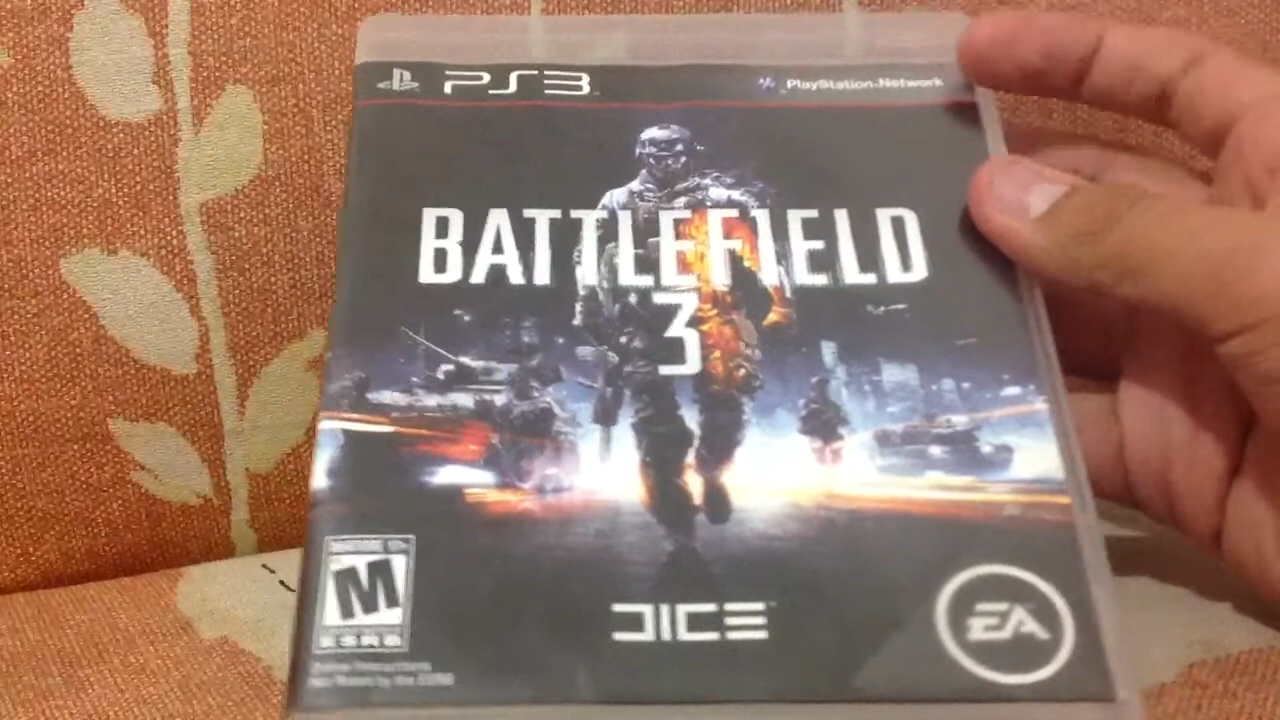 PS3
PlayStation Network
BATTLEFIELD
3
M
ESRB
DICE
EA